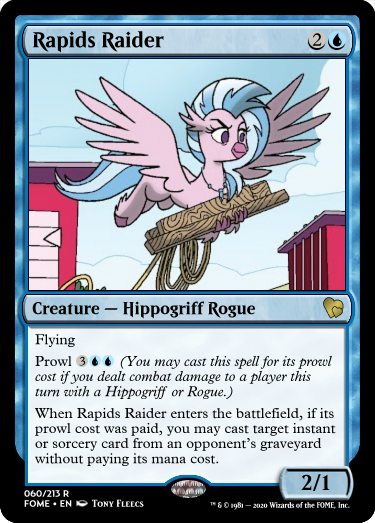 Rapids Raider 2
Creature — Hippogriff Rogue
Flying
Prowl 3 (You may cast this spell for its prowl
cost if you dealt combat damage to a player this
turn with a Hippogriff or Rogue.)
When Rapids Raider enters the battlefield, if its
prowl cost was paid, you may cast target instant
or sorcery card from an opponent's graveyard
without paying its mana cost.
2/1
060/213 R
FOME • EN Tony Fleecs
™ & © 1981 — 2020 Wizards of the FOME, Inc.